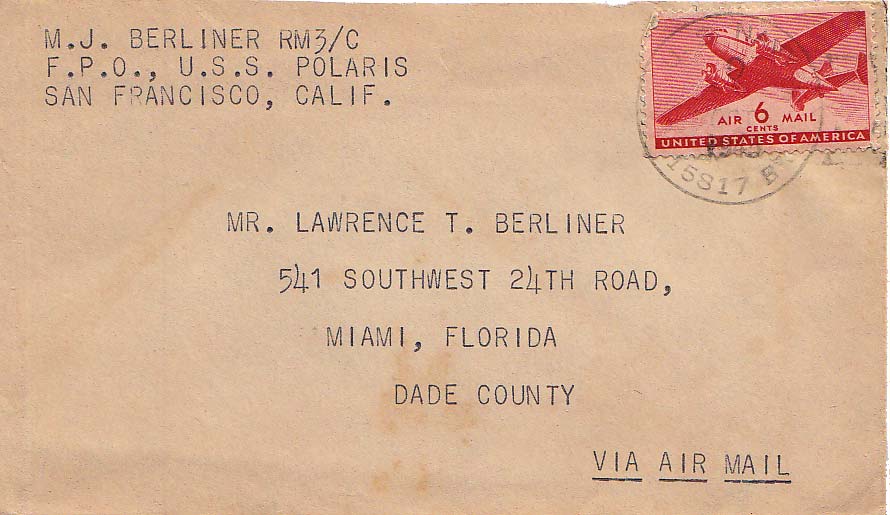 M.J. BERLINER RM3/C
F.P.O., U.S.S. POLARIS
SAN FRANCISCO, CALIF.
AIR 6 MAIL
CENTS
UNITED STATES OF AMERICA
15817 BR
MR. LAWRENCE T. BERLINER
541 SOUTHWEST 24TH ROAD,
MIAMI, FLORIDA
DADE COUNTY
VIA AIR MAIL